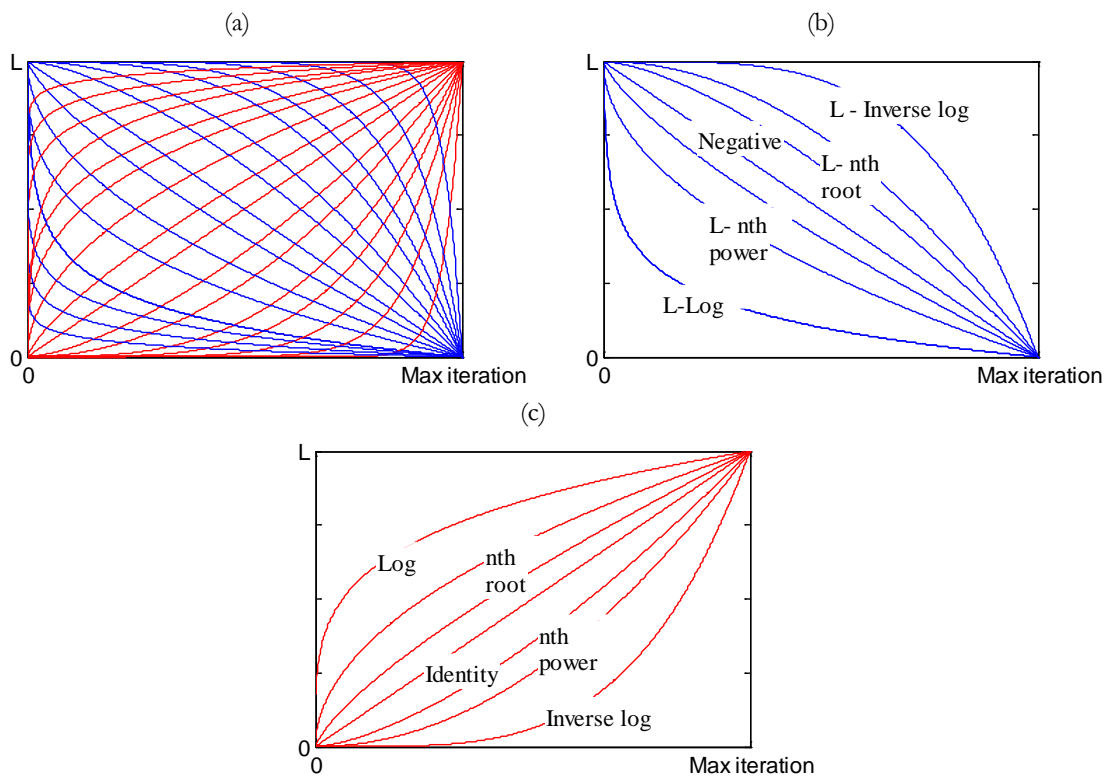 (a)
L
0
0
Max iteration
(b)
L
L - Inverse log
Negative
L- nth
root
L- nth
power
L-Log
0
0
Max iteration
(c)
L
Log
nth
root
nth
power
Identity
Inverse log
0
0
Max iteration